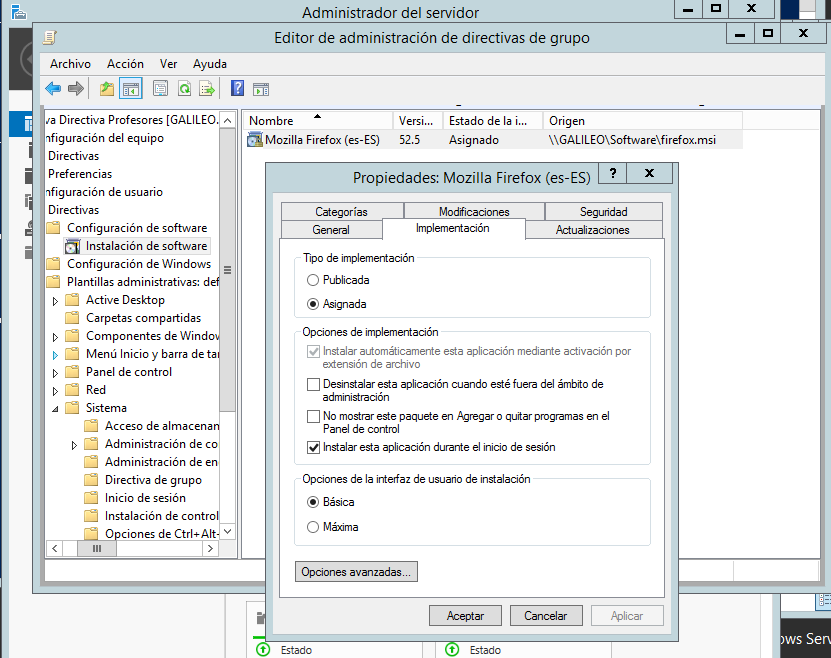 Administrador del servidor
Editor de administración de directivas de grupo
Archivo Acción Ver Ayuda
va Directiva Profesores [GALILEO.
nfiguración del equipo
Directivas
Preferencias
nfiguración de usuario
Directivas
Configuración de software
Instalación de software
Configuración de Windows
Plantillas administrativas: def
Active Desktop
Carpetas compartidas
Componentes de Window
Menú Inicio y barra de tar
Panel de control
Red
Sistema
Acceso de almacenan
Administración de co
Administración de en
Directiva de grupo
Inicio de sesión
Instalación de control
Opciones de Ctrl+Alt+
Nombre Versi... Estado de la i... Origen
Mozilla Firefox (es-ES) 52.5 Asignado \\GALILEO\Software\firefox.msi
Propiedades: Mozilla Firefox (es-ES) ? X
Categorías Modificaciones Seguridad
General Implementación Actualizaciones
Tipo de implementación
Publicada
Asignada
Opciones de implementación
Instalar automáticamente esta aplicación mediante activación por
extensión de archivo
Desinstalar esta aplicación cuando esté fuera del ámbito de
administración
No mostrar este paquete en Agregar o quitar programas en el
Panel de control
Instalar esta aplicación durante el inicio de sesión
Opciones de la interfaz de usuario de instalación
Básica
Máxima
Opciones avanzadas...
Aceptar Cancelar Aplicar
Estado Estado
ows Serv